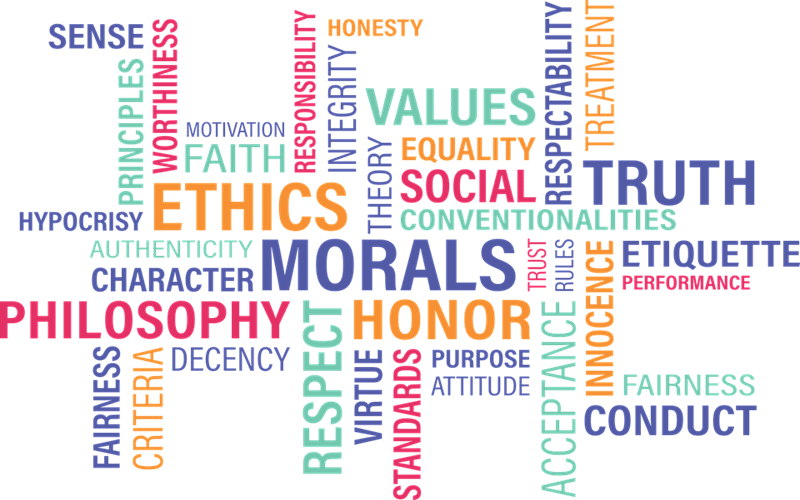 SENSE
PRINCIPLES
WORTHINESS
MOTIVATION
FAITH
RESPONSIBILITY
HONESTY
INTEGRITY
VALUES
THEORY
EQUALITY
SOCIAL
RESPECTABILITY
TREATMENT
TRUTH
HYPOCRISY
ETHICS
CONVENTIONALITIES
AUTHENTICITY
CHARACTER
MORALS
TRUST
RULES
INNOCENCE
ETIQUETTE
PERFORMANCE
PHILOSOPHY
RESPECT
HONOR
ACCEPTANCE
FAIRNESS
CRITERIA
DECENCY
VIRTUE
STANDARDS
PURPOSE
ATTITUDE
FAIRNESS
CONDUCT